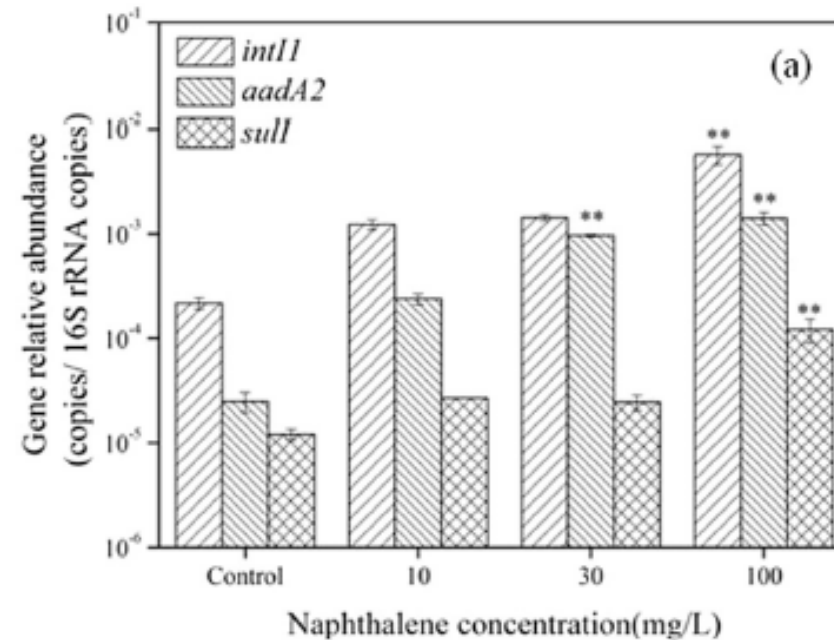 10⁻¹
intI1
aadA2
sulI
(a)
10⁻²
10⁻³
10⁻⁴
10⁻⁵
10⁻⁶
Gene relative abundance
(copies/ 16S rRNA copies)
**
**
**
**
Control 10 30 100
Naphthalene concentration(mg/L)